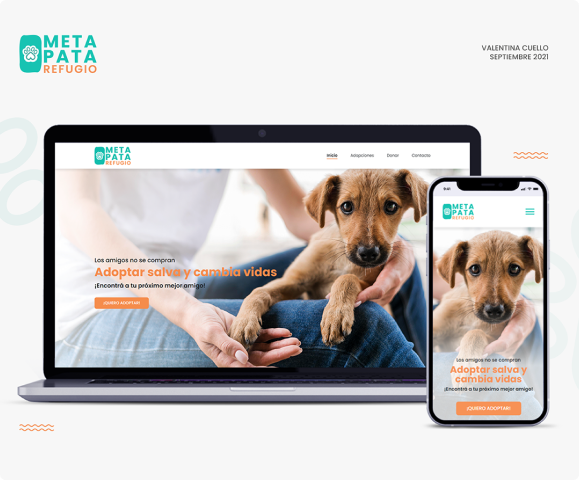 META
PATA
REFUGIO
VALENTINA CUELLO
SEPTIEMBRE 2021
META
PATA
REFUGIO
Inicio
Adopciones
Donar
Contacto
Los amigos no se compran
Adoptar salva y cambia vidas
¡Encontrá a tu próximo mejor amigo!
¡QUIERO ADOPTAR!
9:41
META
PATA
REFUGIO
Los amigos no se compran
Adoptar salva y
cambia vidas
¡Encontrá a tu próximo mejor amigo!
¡QUIERO ADOPTAR!